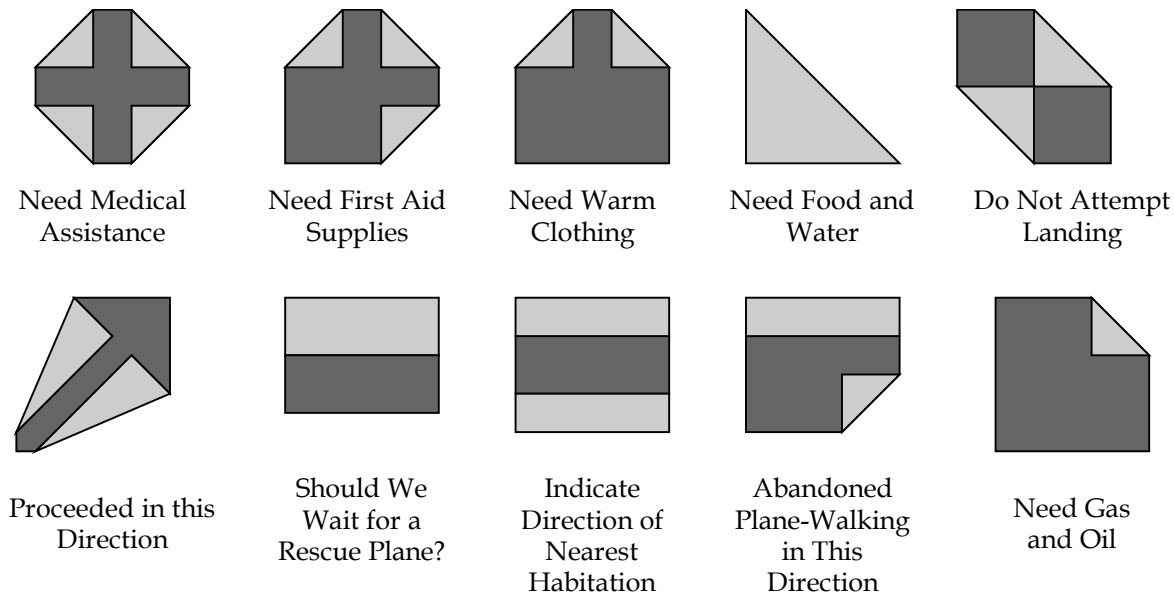 Need Medical
Assistance
Need First Aid
Supplies
Need Warm
Clothing
Need Food and
Water
Do Not Attempt
Landing
Proceeded in this
Direction
Should We
Wait for a
Rescue Plane?
Indicate
Direction of
Nearest
Habitation
Abandoned
Plane-Walking
in This
Direction
Need Gas
and Oil